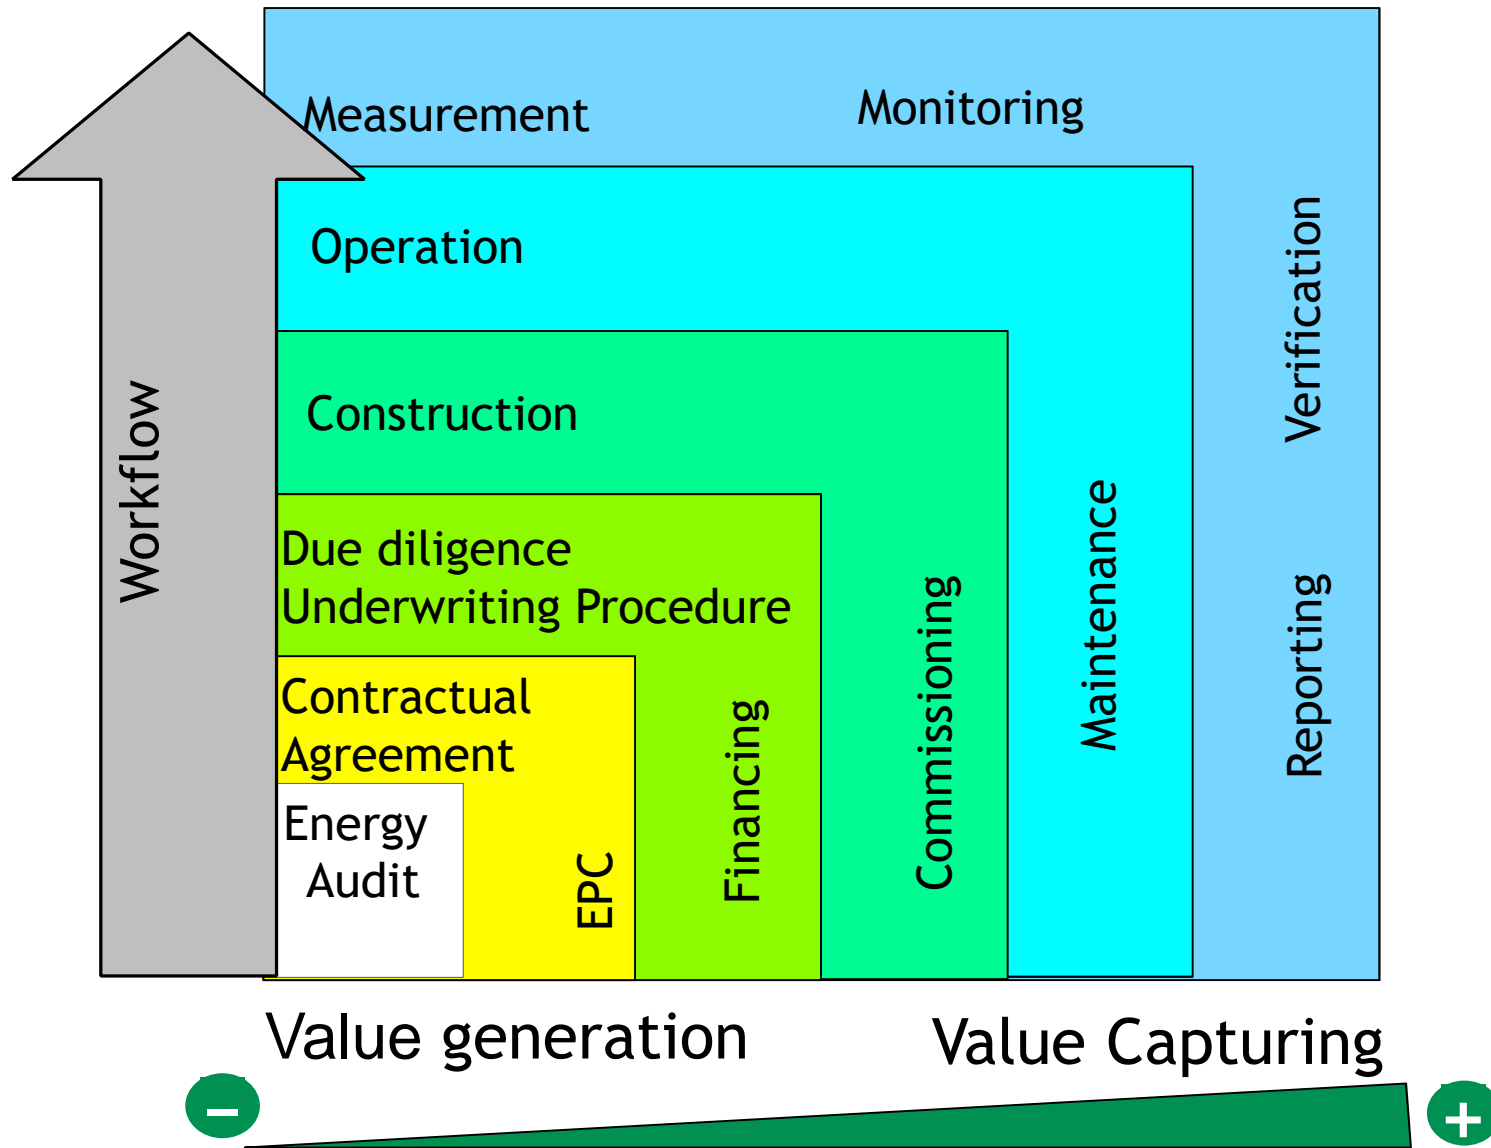 Measurement
Monitoring
Operation
Verification
Construction
Workflow
Due diligence
Underwriting Procedure
Maintenance
Commissioning
Reporting
Contractual
Agreement
Financing
Energy
Audit
EPC
Value generation
Value Capturing
–
+